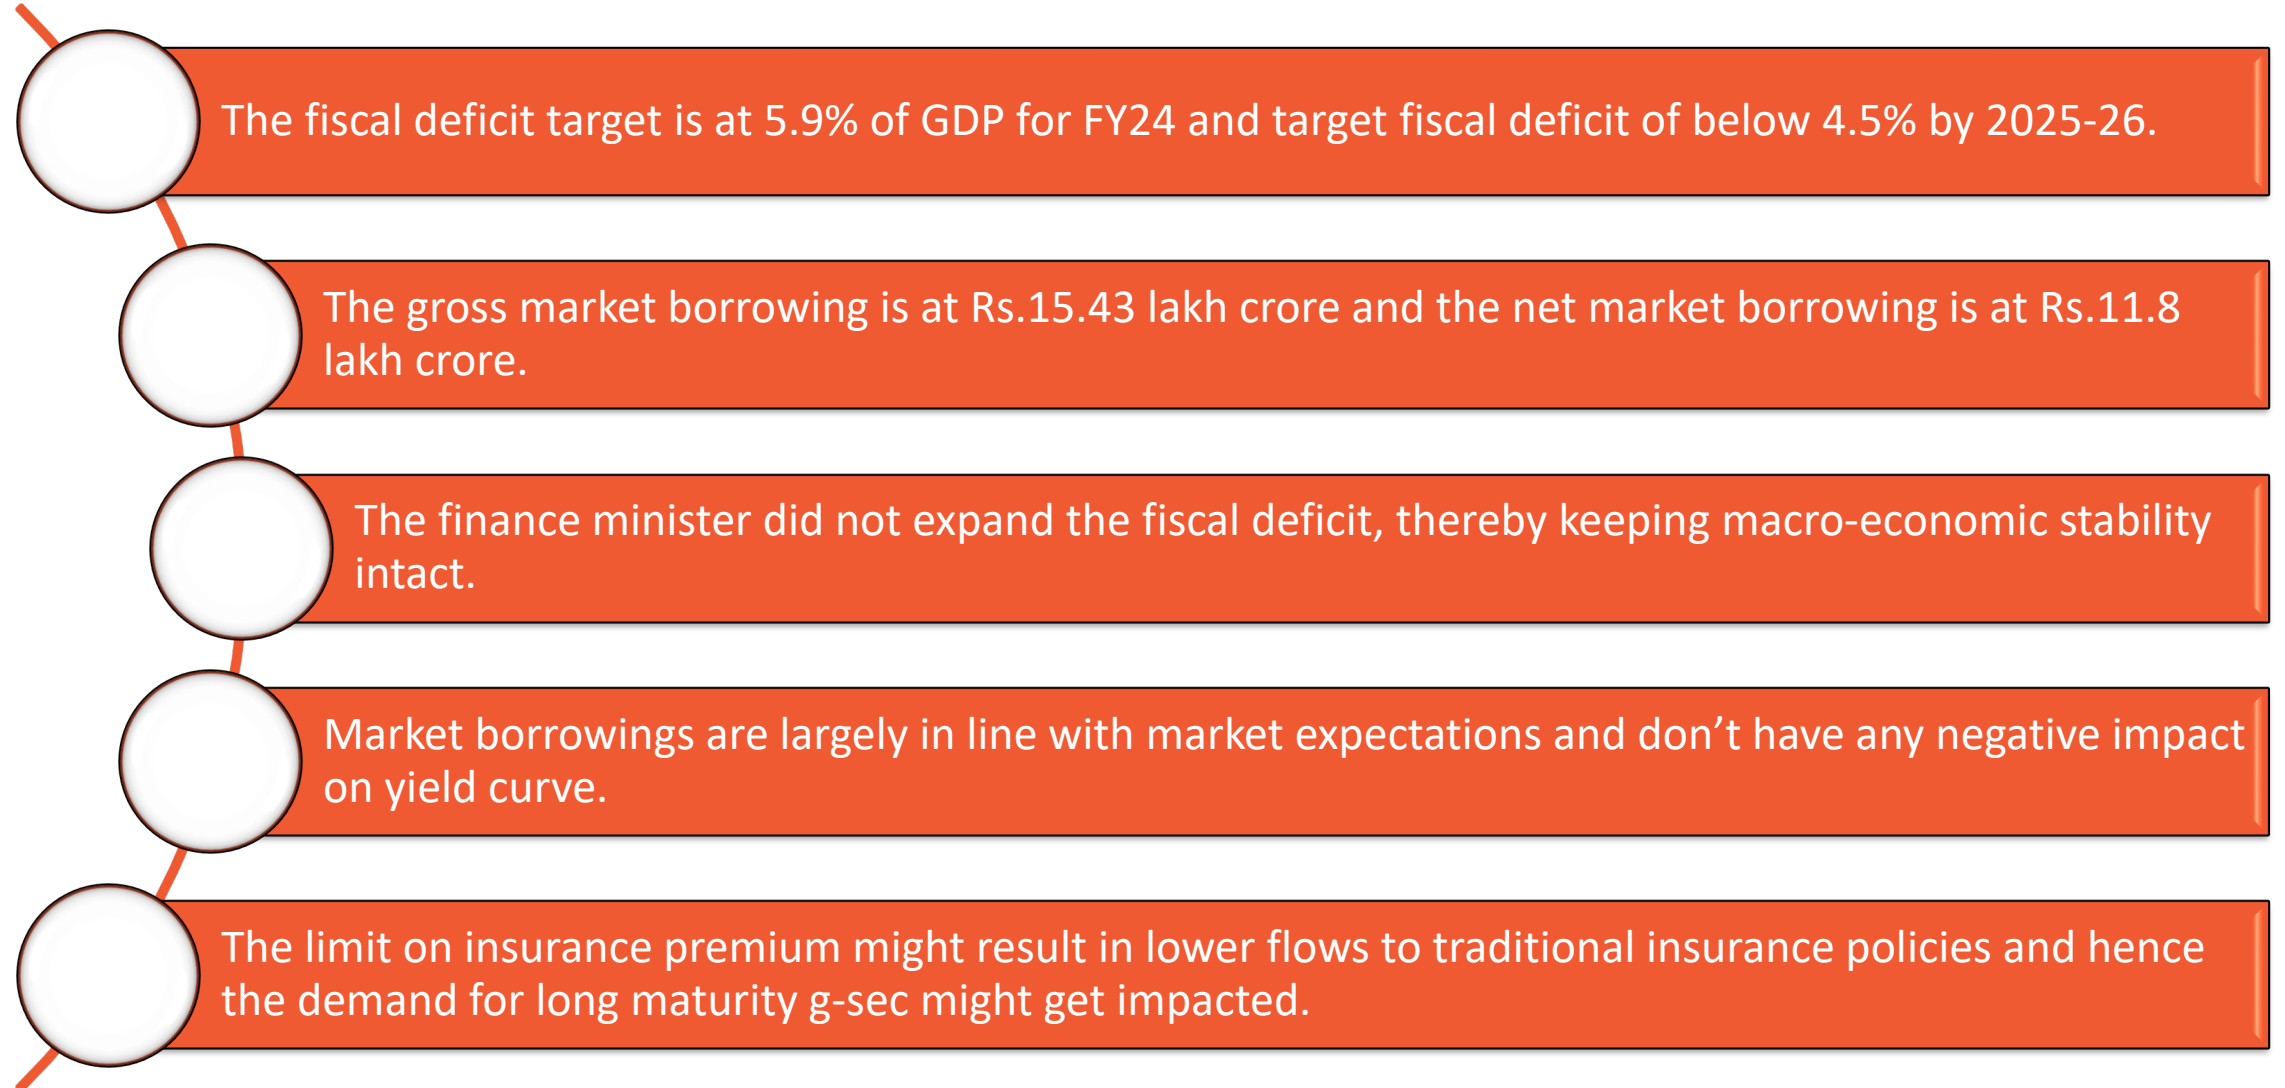 The fiscal deficit target is at 5.9% of GDP for FY24 and target fiscal deficit of below 4.5% by 2025-26.
The gross market borrowing is at Rs.15.43 lakh crore and the net market borrowing is at Rs.11.8
lakh crore.
The finance minister did not expand the fiscal deficit, thereby keeping macro-economic stability
intact.
Market borrowings are largely in line with market expectations and don’t have any negative impact
on yield curve.
The limit on insurance premium might result in lower flows to traditional insurance policies and hence
the demand for long maturity g-sec might get impacted.